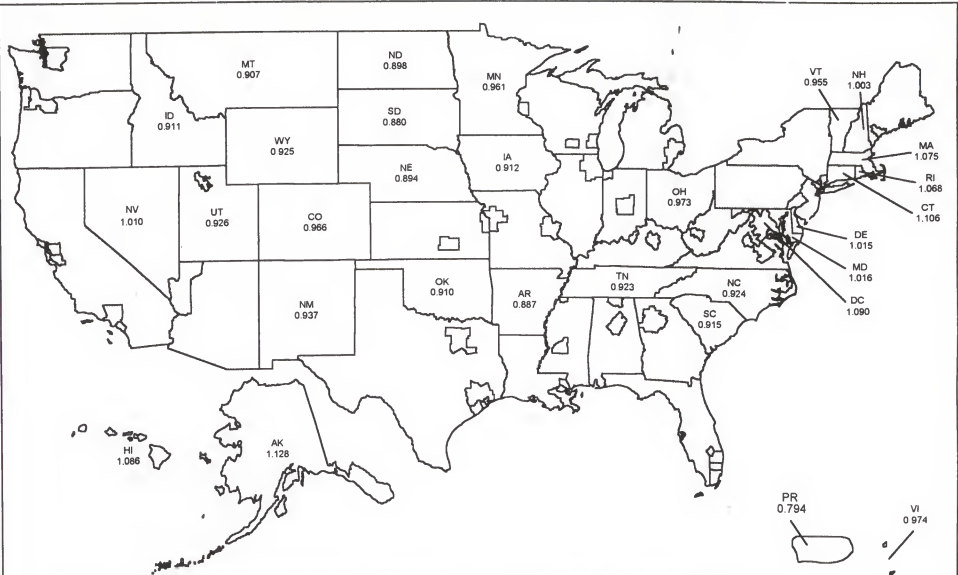 MT
0.907
ND
0.898
MN
0.961
VT
0.955
NH
1.003
ID
0.911
SD
0.880
WY
0.925
MA
1.075
NE
0.894
IA
0.912
RI
1.068
OH
0.973
CT
1.106
NV
1.010
UT
0.926
CO
0.966
DE
1.015
MD
1.016
OK
0.910
AR
0.887
TN
0.923
NC
0.924
DC
1.090
NM
0.937
SC
0.915
HI
1.086
AK
1.128
PR
0.794
VI
0.974